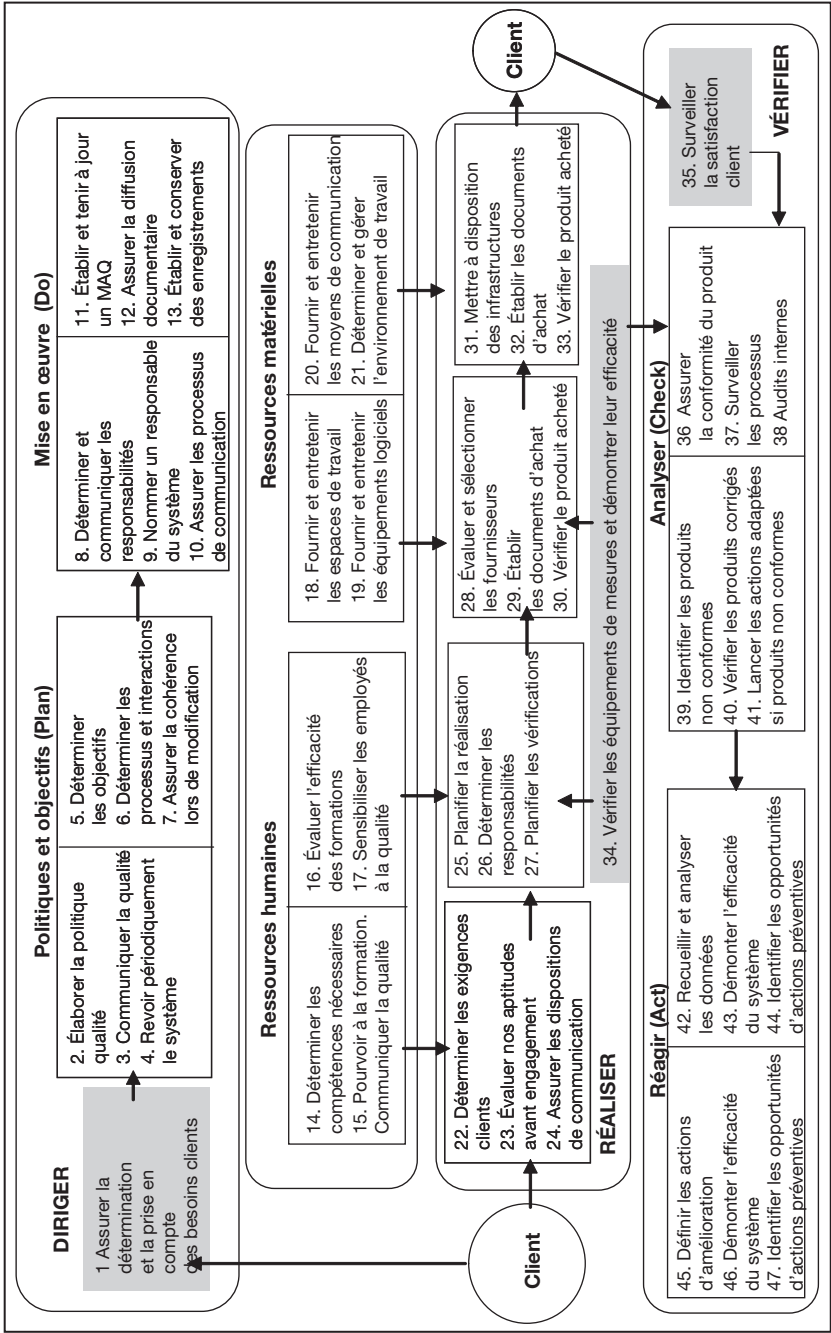 DIRIGER
1 Assurer la
détermination
et la prise en
compte
des besoins clients
Politiques et objectifs (Plan)
2. Élaborer la politique
qualité
3. Communiquer la qualité
4. Revoir périodiquement
le système
5. Déterminer
les objectifs
6. Déterminer les
processus et interactions
7. Assurer la cohérence
lors de modification
Mise en œuvre (Do)
8. Déterminer et
communiquer les
responsabilités
9. Nommer un responsable
du système
10. Assurer les processus
de communication
11. Établir et tenir à jour
un MAQ
12. Assurer la diffusion
documentaire
13. Établir et conserver
des enregistrements
Ressources humaines
14. Déterminer les
compétences nécessaires
15. Pourvoir à la formation.
Communiquer la qualité
16. Évaluer l'efficacité
des formations
17. Sensibiliser les employés
à la qualité
Ressources matérielles
18. Fournir et entretenir
les espaces de travail
19. Fournir et entretenir
les équipements logiciels
20. Fournir et entretenir
les moyens de communication
21. Déterminer et gérer
l'environnement de travail
Client
22. Déterminer les exigences
clients
23. Évaluer nos aptitudes
avant engagement
24. Assurer les dispositions
de communication
RÉALISER
25. Planifier la réalisation
26. Déterminer les
responsabilités
27. Planifier les vérifications
28. Évaluer et sélectionner
les fournisseurs
29. Établir
les documents d'achat
30. Vérifier le produit acheté
31. Mettre à disposition
des infrastructures
32. Établir les documents
d'achat
33. Vérifier le produit acheté
Client
34. Vérifier les équipements de mesures et démontrer leur efficacité
Réagir (Act)
45. Définir les actions
d'amélioration
46. Démonter l'efficacité
du système
47. Identifier les opportunités
d'actions préventives
42. Recueillir et analyser
les données
43. Démonter l'efficacité
du système
44. Identifier les opportunités
d'actions préventives
Analyser (Check)
39. Identifier les produits
non conformes
40. Vérifier les produits corrigés
41. Lancer les actions adaptées
si produits non conformes
36 Assurer
la conformité du produit
37. Surveiller
les processus
38 Audits internes
35. Surveiller
la satisfaction
client
VÉRIFIER